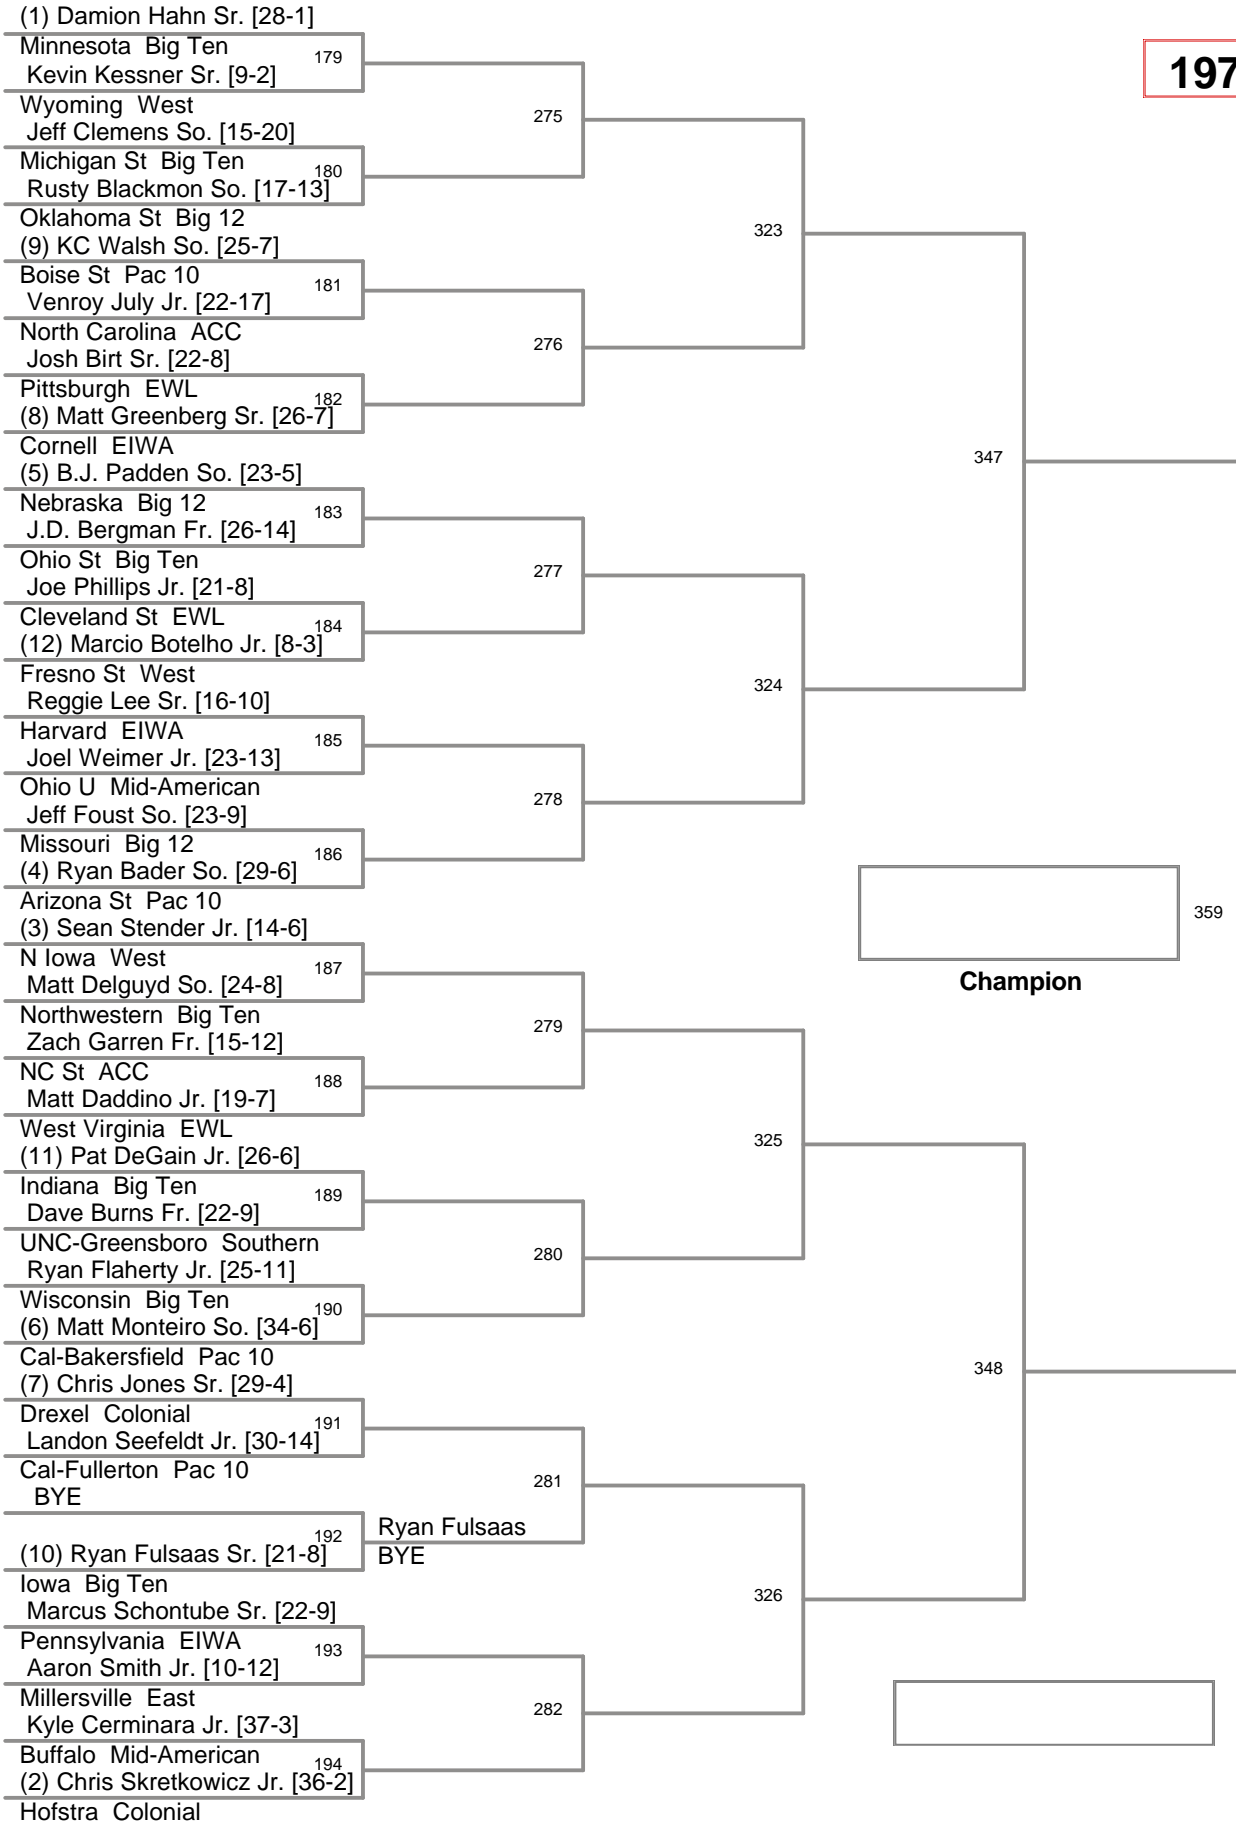 (1) Damion Hahn Sr. [28-1]
Minnesota Big Ten
179
Kevin Kessner Sr. [9-2]
197
Wyoming West
275
Jeff Clemens So. [15-20]
Michigan St Big Ten
180
Rusty Blackmon So. [17-13]
Oklahoma St Big 12
323
(9) KC Walsh So. [25-7]
Boise St Pac 10
181
Venroy July Jr. [22-17]
North Carolina ACC
276
Josh Birt Sr. [22-8]
Pittsburgh EWL
182
(8) Matt Greenberg Sr. [26-7]
Cornell EIWA
347
(5) B.J. Padden So. [23-5]
Nebraska Big 12
183
J.D. Bergman Fr. [26-14]
Ohio St Big Ten
277
Joe Phillips Jr. [21-8]
Cleveland St EWL
184
(12) Marcio Botelho Jr. [8-3]
Fresno St West
324
Reggie Lee Sr. [16-10]
Harvard EIWA
185
Joel Weimer Jr. [23-13]
Ohio U Mid-American
278
Jeff Foust So. [23-9]
Missouri Big 12
186
(4) Ryan Bader So. [29-6]
Arizona St Pac 10
359
(3) Sean Stender Jr. [14-6]
N Iowa West
187
Matt Delguyd So. [24-8]
Champion
Northwestern Big Ten
279
Zach Garren Fr. [15-12]
NC St ACC
188
Matt Daddino Jr. [19-7]
West Virginia EWL
325
(11) Pat DeGain Jr. [26-6]
Indiana Big Ten
189
Dave Burns Fr. [22-9]
UNC-Greensboro Southern
280
Ryan Flaherty Jr. [25-11]
Wisconsin Big Ten
190
(6) Matt Monteiro So. [34-6]
Cal-Bakersfield Pac 10
348
(7) Chris Jones Sr. [29-4]
Drexel Colonial
191
Landon Seefeldt Jr. [30-14]
Cal-Fullerton Pac 10
281
BYE
Ryan Fulsaas
192
(10) Ryan Fulsaas Sr. [21-8]
BYE
Iowa Big Ten
326
Marcus Schontube Sr. [22-9]
Pennsylvania EIWA
193
Aaron Smith Jr. [10-12]
Millersville East
282
Kyle Cerminara Jr. [37-3]
Buffalo Mid-American
194
(2) Chris Skretkowicz Jr. [36-2]
Hofstra Colonial